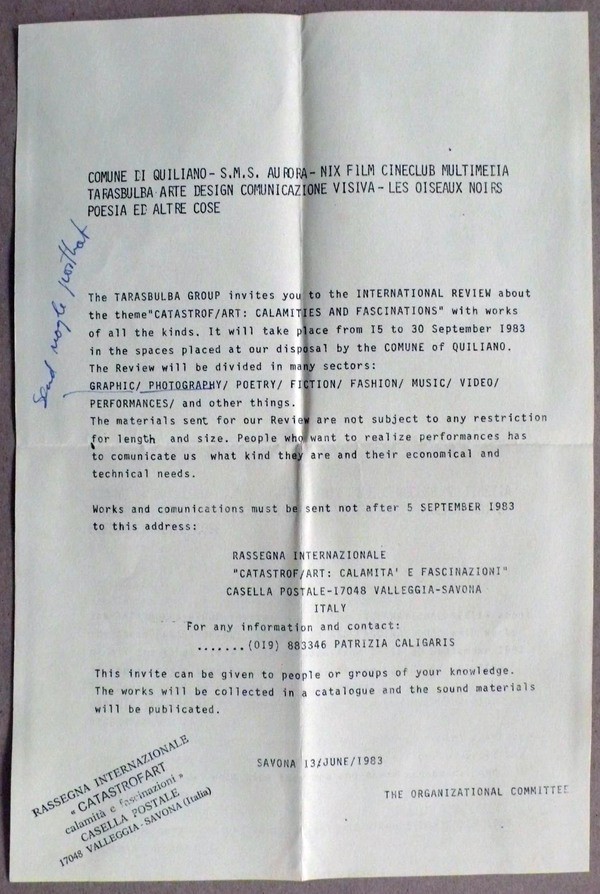 COMUNE DI QUILIANO- S.M.S. AURORA- NIX FILM CINECLUB MULTIMEDIA
TARASBULBA ARTE DESIGN COMUNICAZIONE VISIVA- LES OISEAUX NOIRS
POESIA ED ALTRE COSE
The TARASBULBA GROUP invites you to the INTERNATIONAL REVIEW about
the theme"CATASTROF/ART: CALAMITIES AND FASCINATIONS" with works
of all the kinds. It will take place from I5 to 30 September I983
in the spaces placed at our disposal by the COMUNE of QUILIANO.
The Review will be divided in many sectors:
GRAPHIC/ PHOTOGRAPHY/ POETRY/ FICTION/ FASHION/ MUSIC/ VIDEO/
PERFORMANCES/ and other things.
The materials sent for our Review are not subject to any restriction
for length and size. People who want to realize performances has
to comunicate us what kind they are and their economical and
technical needs.
Works and comunications must be sent not after 5 SEPTEMBER I983
to this address:
RASSEGNA INTERNAZIONALE
"CATASTROF/ART: CALAMITA' E FASCINAZIONI"
CASELLA POSTALE-I7048 VALLEGGIA-SAVONA
ITALY
For any information and contact:
.......(0I9) 883346 PATRIZIA CALIGARIS
This invite can be given to people or groups of your knowledge.
The works will be collected in a catalogue and the sound materials
will be published.
SAVONA I3/JUNE/I983
THE ORGANIZATIONAL COMMITTEE
RASSEGNA INTERNAZIONALE
« CATASTROFART
calamità e fascinazioni »
CASELLA POSTALE
17048 VALLEGGIA - SAVONA (Italia)